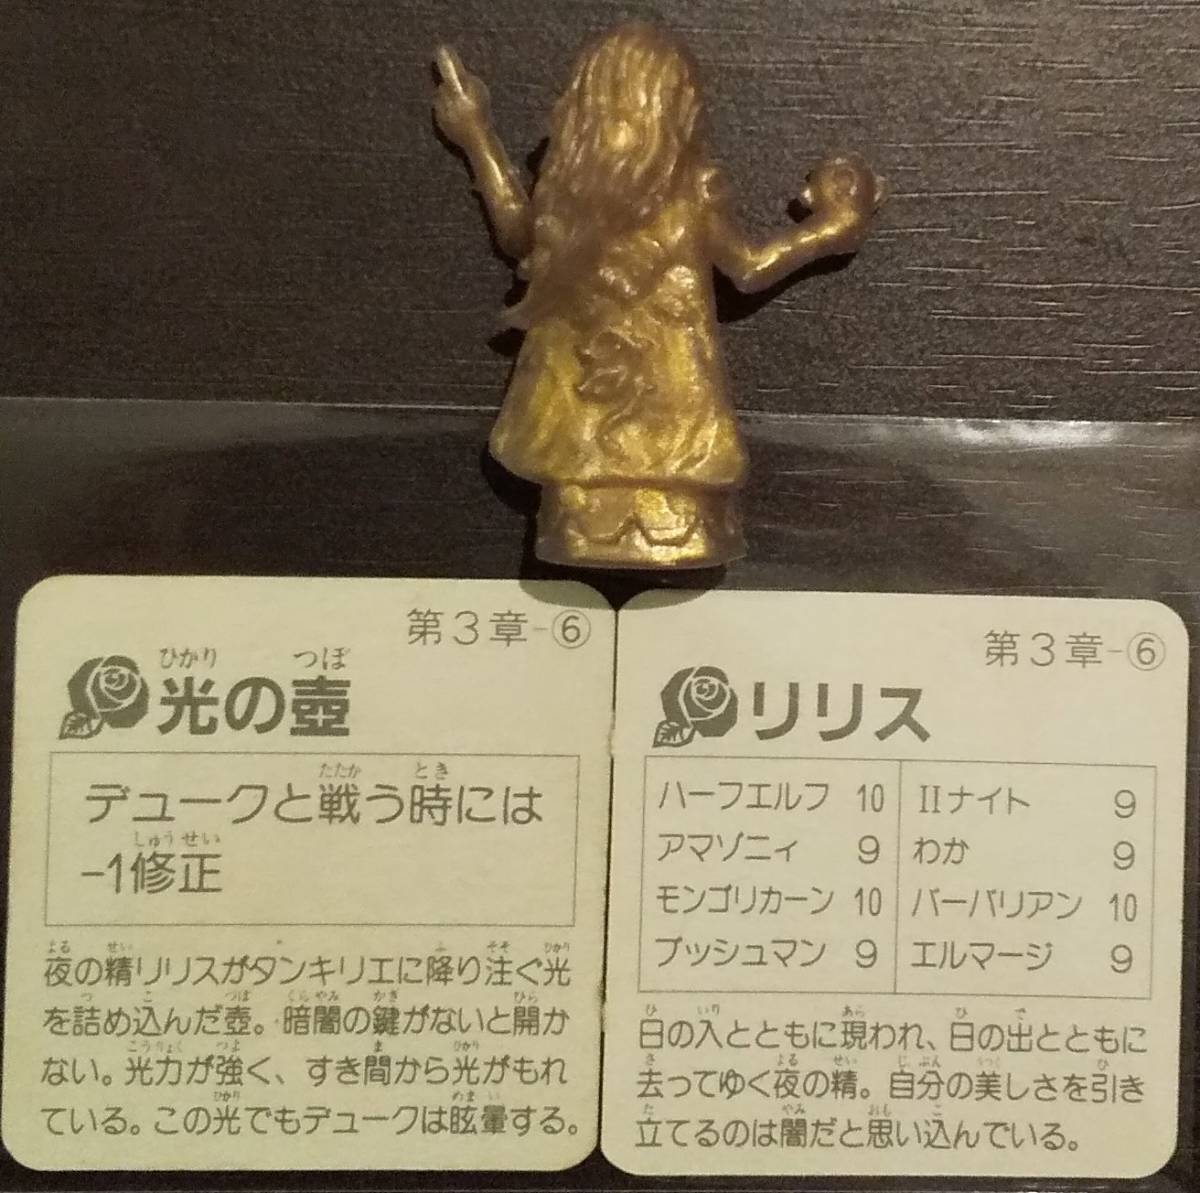 第3章-⑥
光の壺
デュークと戦う時には
-1修正
夜の精リリスがタンキリエに降り注ぐ光
を詰め込んだ壺。暗闇の鍵がないと開か
ない。光力が強く、すき間から光がもれ
ている。この光でもデュークは眩暈する。
第3章-⑥
リリス
ハーフエルフ 10 IIナイト 9
アマゾニィ 9 わか 9
モンゴリカーン 10 バーバリアン 10
ブッシュマン 9 エルマージ 9
日の入とともに現われ、日の出とともに
去ってゆく夜の精。自分の美しさを引き
立てるのは闇だと思い込んでいる。